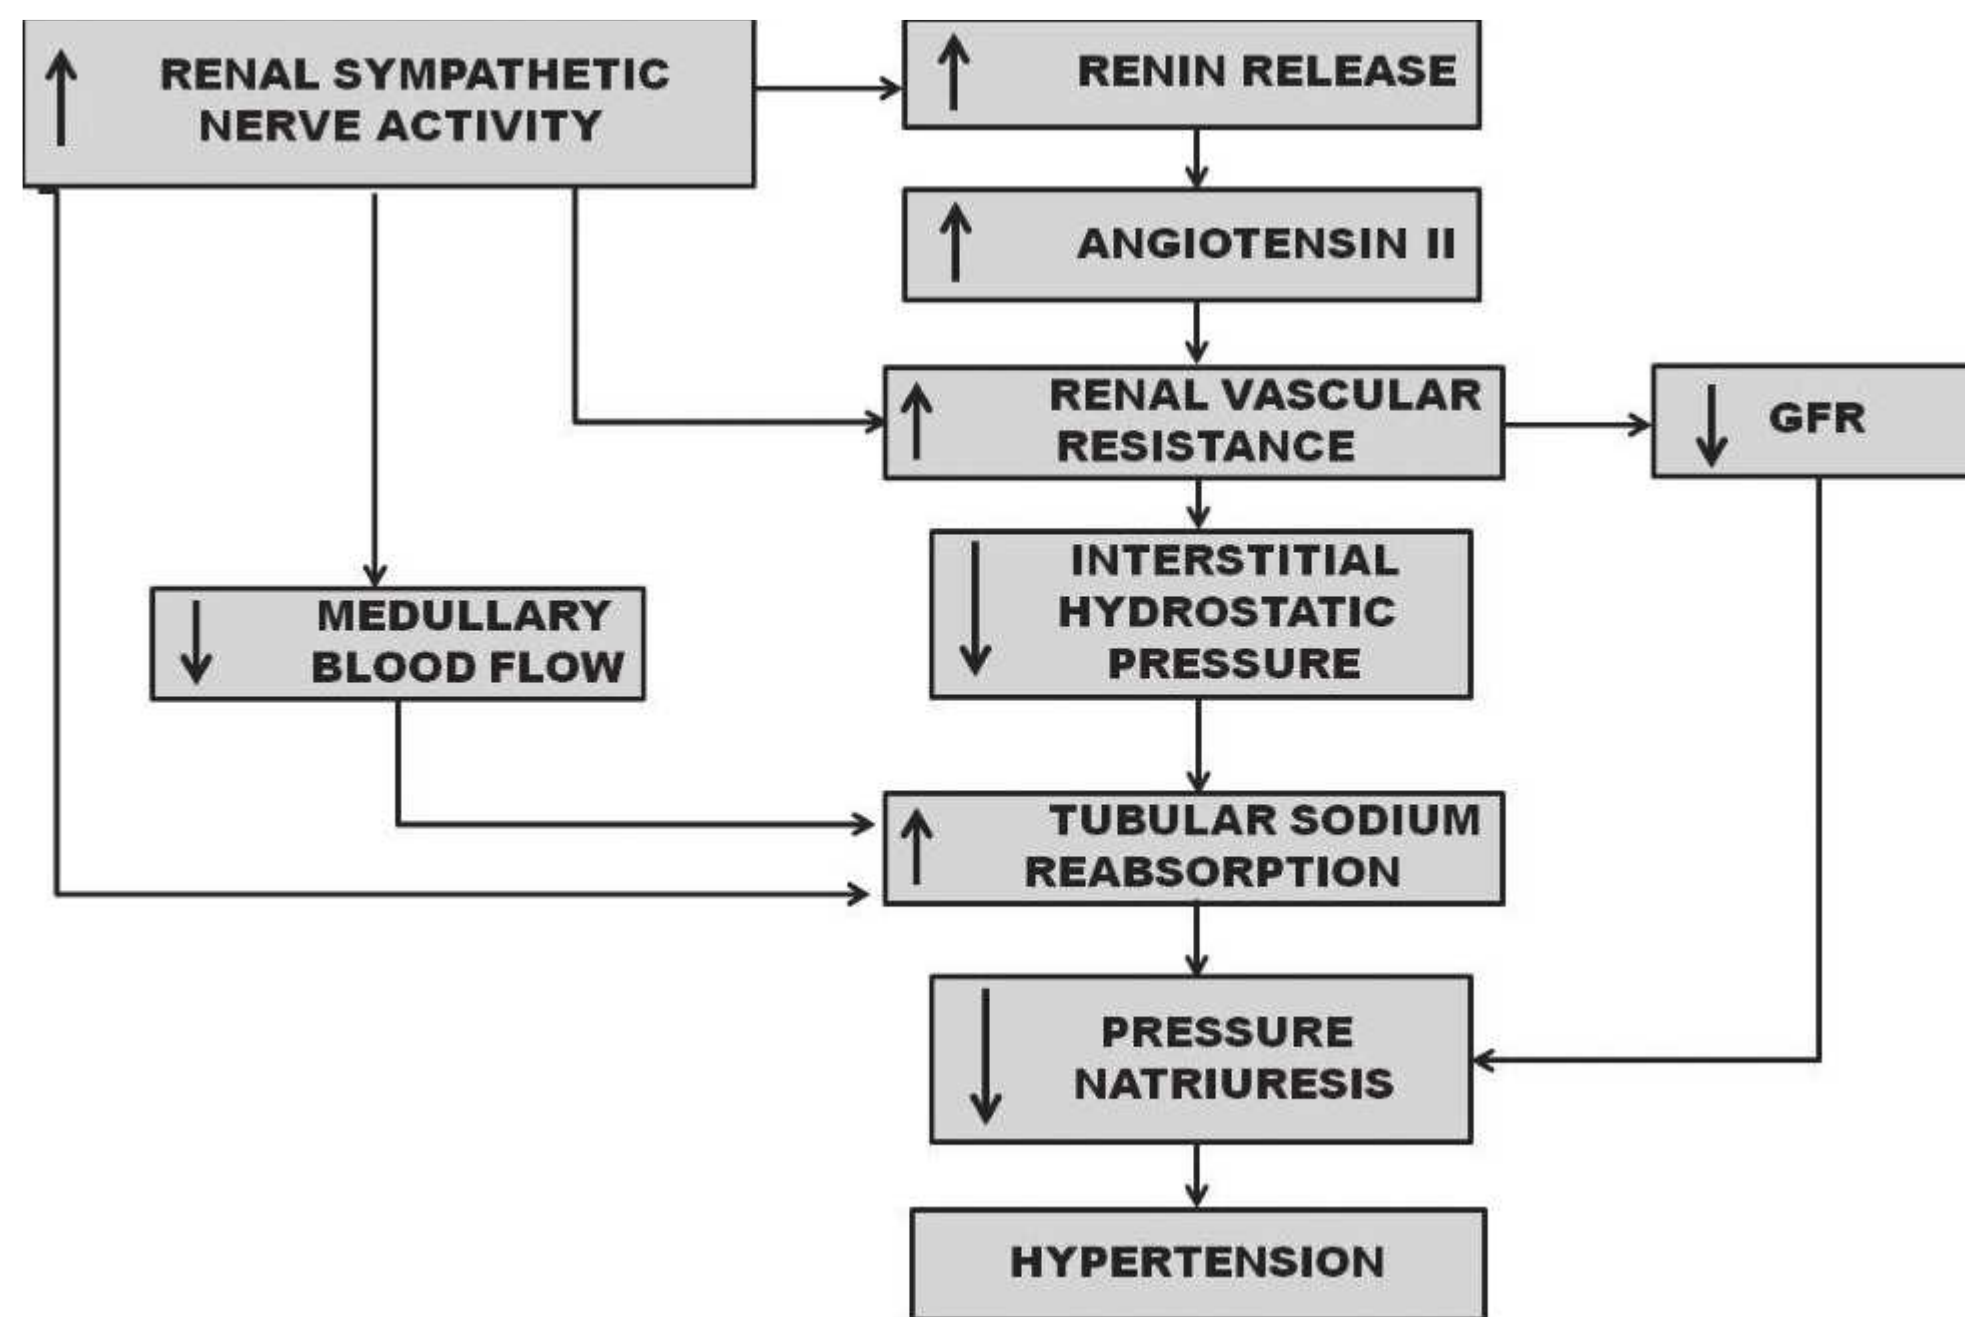 RENAL SYMPATHETIC
NERVE ACTIVITY
RENIN RELEASE
ANGIOTENSIN II
RENAL VASCULAR
RESISTANCE
GFR
INTERSTITIAL
HYDROSTATIC
PRESSURE
MEDULLARY
BLOOD FLOW
TUBULAR SODIUM
REABSORPTION
PRESSURE
NATRIURESIS
HYPERTENSION